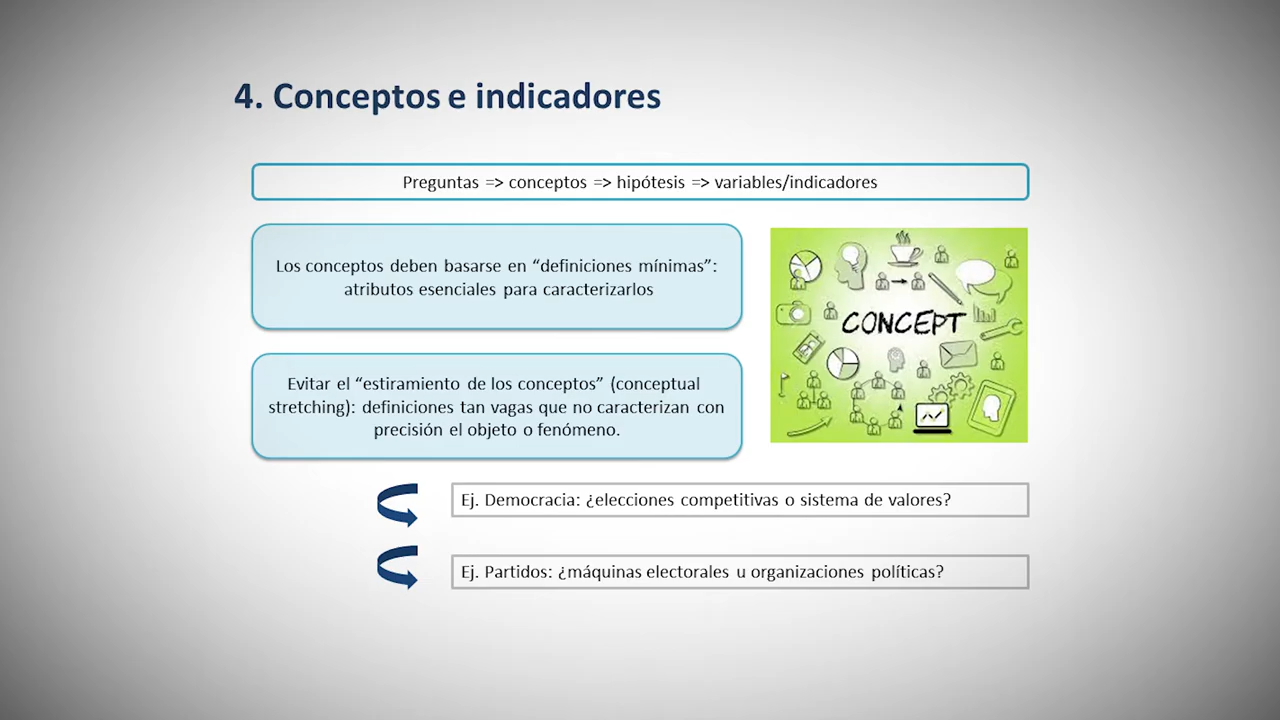 4. Conceptos e indicadores
Preguntas => conceptos => hipótesis => variables/indicadores
Los conceptos deben basarse en “definiciones mínimas”:
atributos esenciales para caracterizarlos
CONCEPT
Evitar el “estiramiento de los conceptos” (conceptual
stretching): definiciones tan vagas que no caracterizan con
precisión el objeto o fenómeno.
Ej. Democracia: ¿elecciones competitivas o sistema de valores?
Ej. Partidos: ¿máquinas electorales u organizaciones políticas?